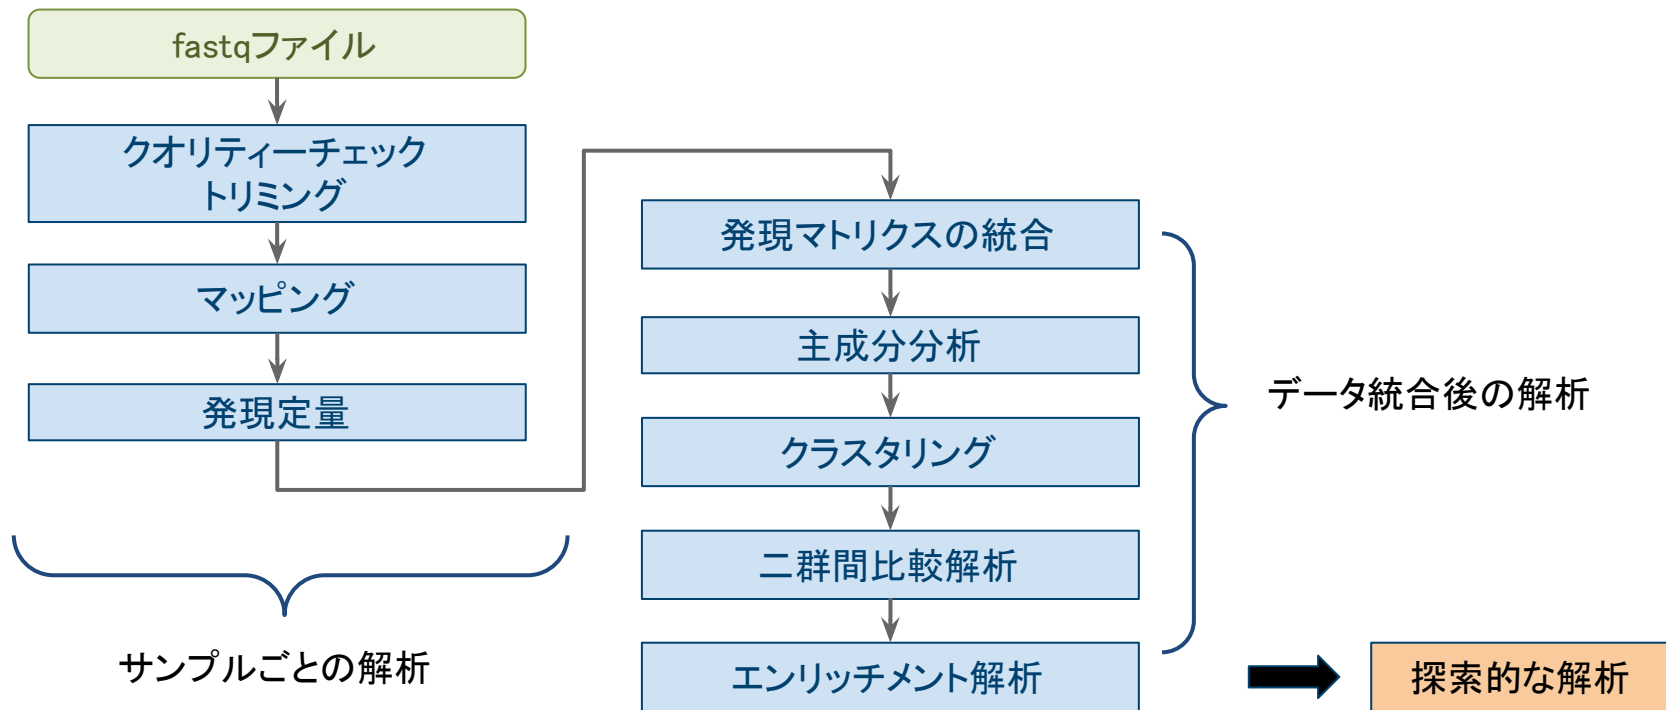 fastqファイル
クオリティーチェック
トリミング
マッピング
発現定量
サンプルごとの解析
発現マトリクスの統合
主成分分析
クラスタリング
二群間比較解析
エンリッチメント解析
データ統合後の解析
探索的な解析